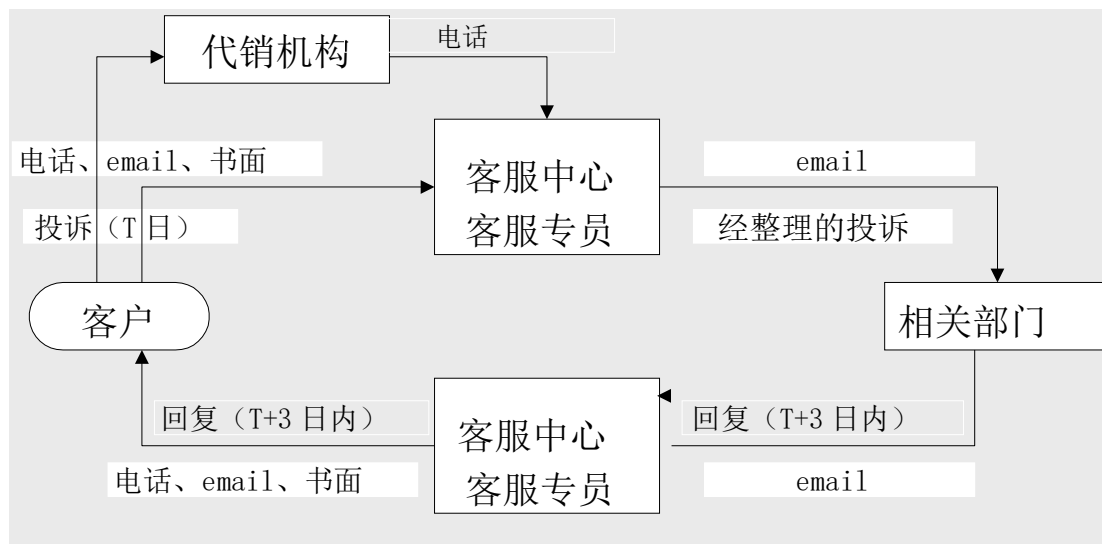 代销机构
电话
电话、email、书面
客服中心
客服专员
email
投诉（T日）
经整理的投诉
客户
相关部门
回复（T+3 日内）
客服中心
客服专员
回复（T+3 日内）
电话、email、书面
email